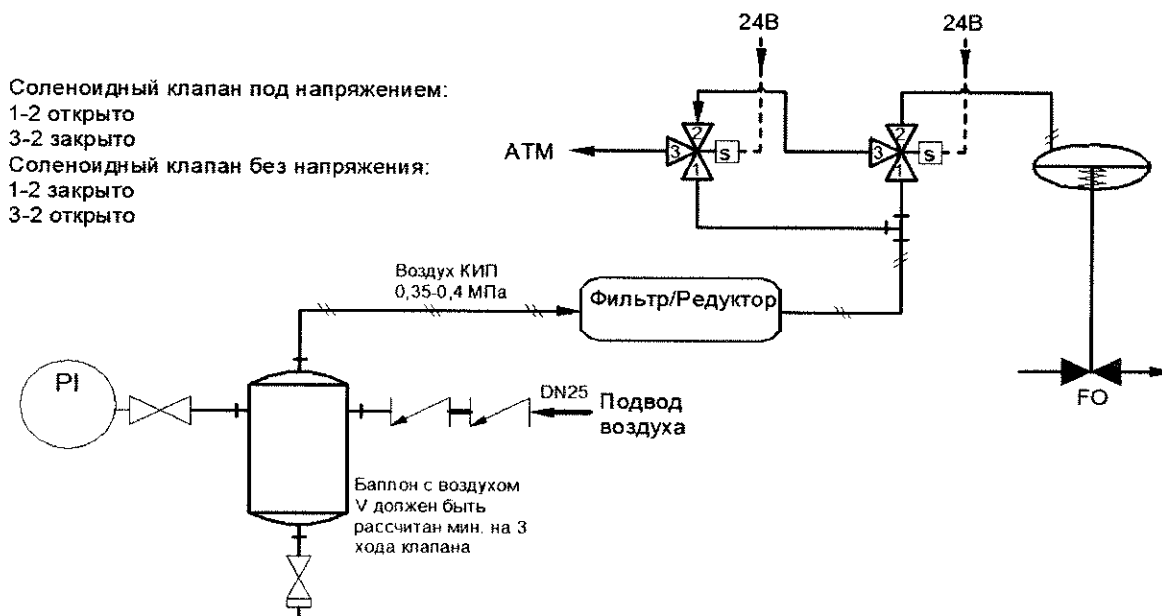 24В
24В
Соленоидный клапан под напряжением:
1-2 открыто
3-2 закрыто
Соленоидный клапан без напряжения:
1-2 закрыто
3-2 открыто
АТМ
3
2
1
s
3
2
1
s
Воздух КИП
0,35-0,4 МПа
Фильтр/Редуктор
PI
DN25
Подвод
воздуха
FO
Баллон с воздухом
V должен быть
рассчитан мин. на 3
хода клапана